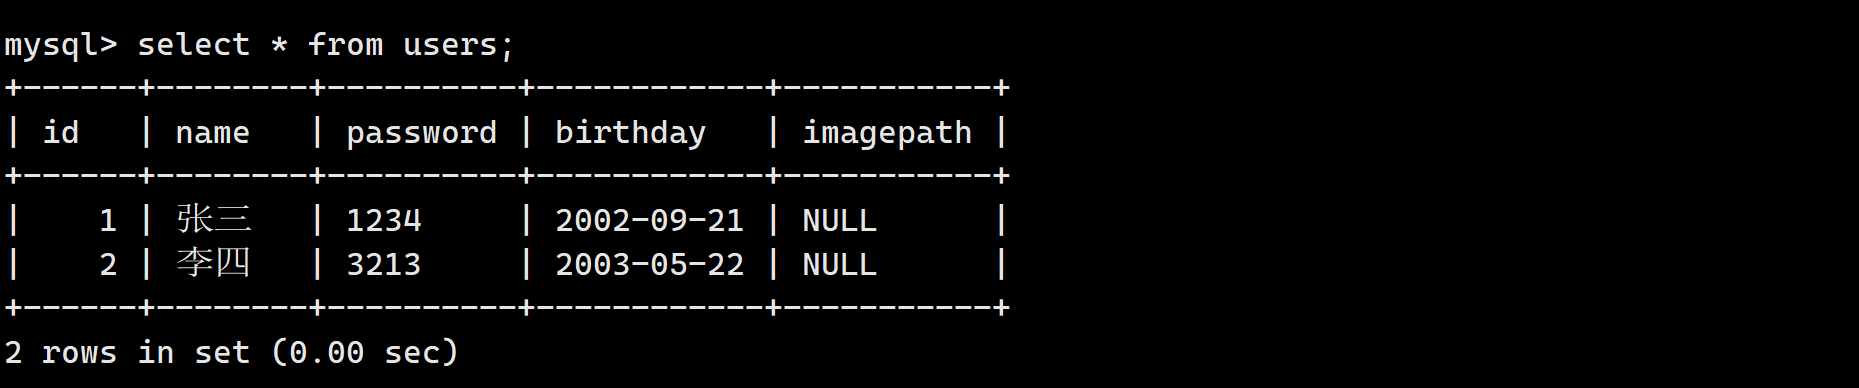 mysql> select * from users;
+------+--------+----------+------------+-----------+
| id   | name   | password | birthday   | imagepath |
+------+--------+----------+------------+-----------+
|    1 | 张三   | 1234     | 2002-09-21 | NULL      |
|    2 | 李四   | 3213     | 2003-05-22 | NULL      |
+------+--------+----------+------------+-----------+
2 rows in set (0.00 sec)